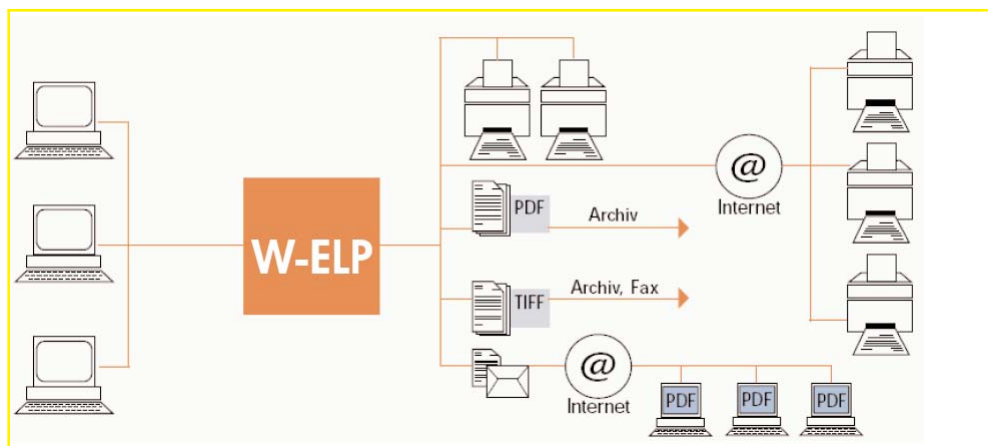 W-ELP
@
Internet
PDF
Archiv
TIFF
Archiv, Fax
@
Internet
PDF
PDF
PDF